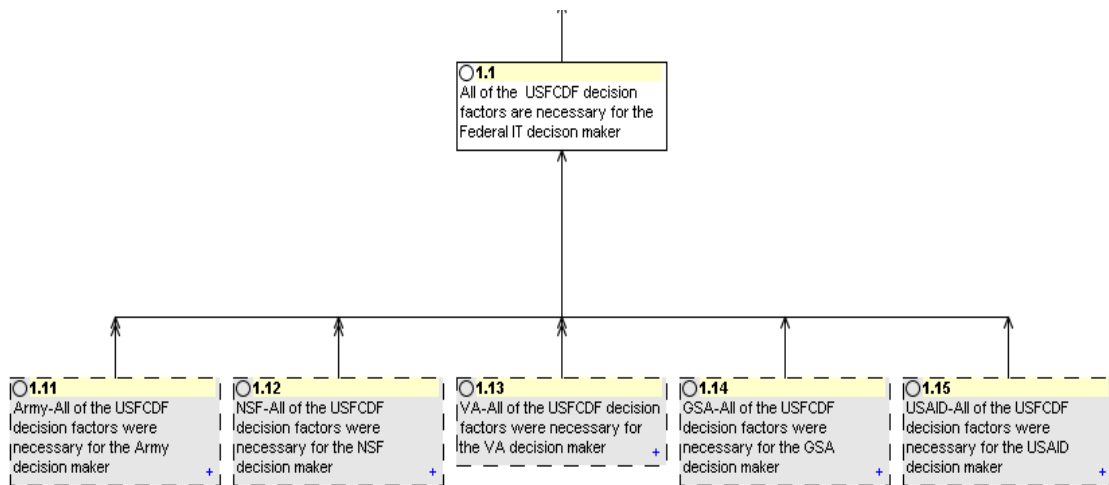 1.1
All of the USFCDF decision
factors are necessary for the
Federal IT decison maker
1.11
Army-All of the USFCDF
decision factors were
necessary for the Army
decision maker
+
1.12
NSF-All of the USFCDF
decision factors were
necessary for the NSF
decision maker
+
1.13
VA-All of the USFCDF decision
factors were necessary for
the VA decision maker
+
1.14
GSA-All of the USFCDF
decision factors were
necessary for the GSA
decision maker
+
1.15
USAID-All of the USFCDF
decision factors were
necessary for the USAID
decision maker
+